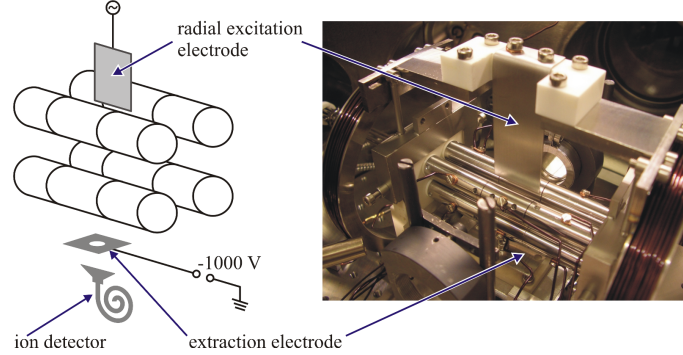 radial excitation
electrode
-1000 V
ion detector
extraction electrode